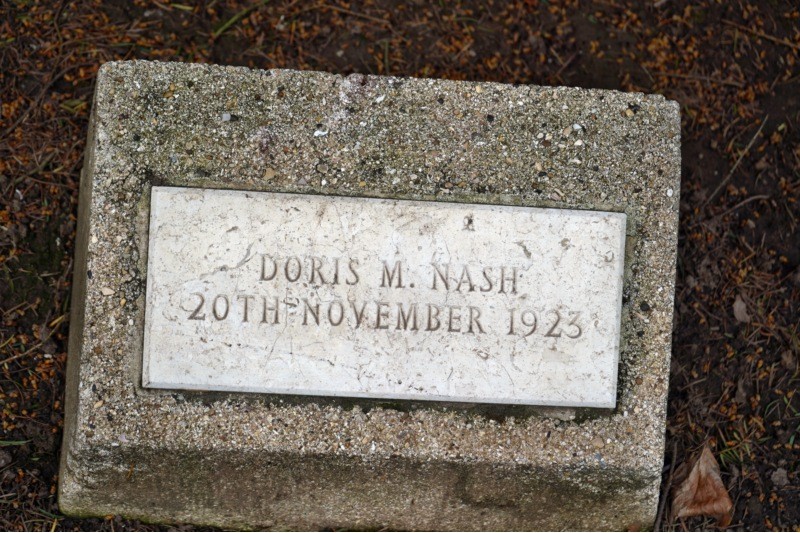 DORIS M. NASH
20TH NOVEMBER 1923